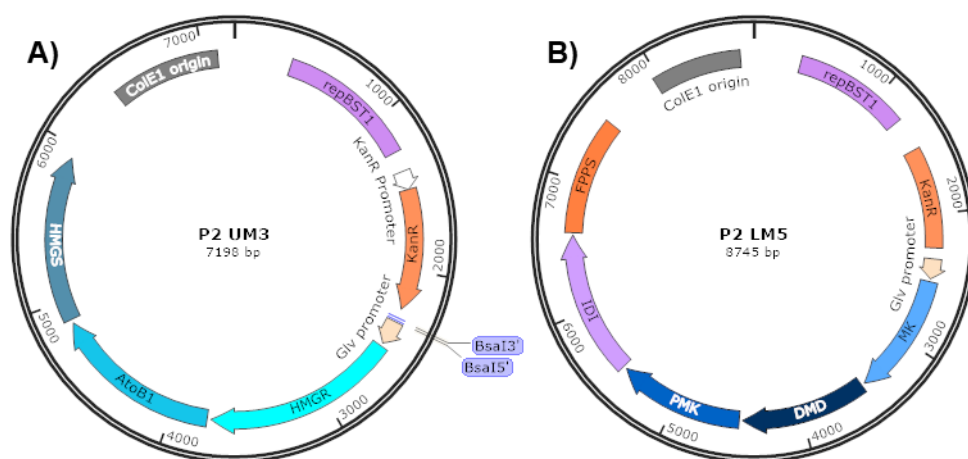 A)
7000
ColE1 origin
repBST1
1000
KanR Promoter
KanR
2000
Glv promoter
BsaI3'
BsaI5'
HMGR
3000
4000
AtoB1
5000
HMGS
6000
P2 UM3
7198 bp
B)
8000
ColE1 origin
repBST1
1000
KanR
2000
Glv promoter
MK
3000
DMD
4000
PMK
5000
IDI
6000
FPPS
7000
P2 LM5
8745 bp